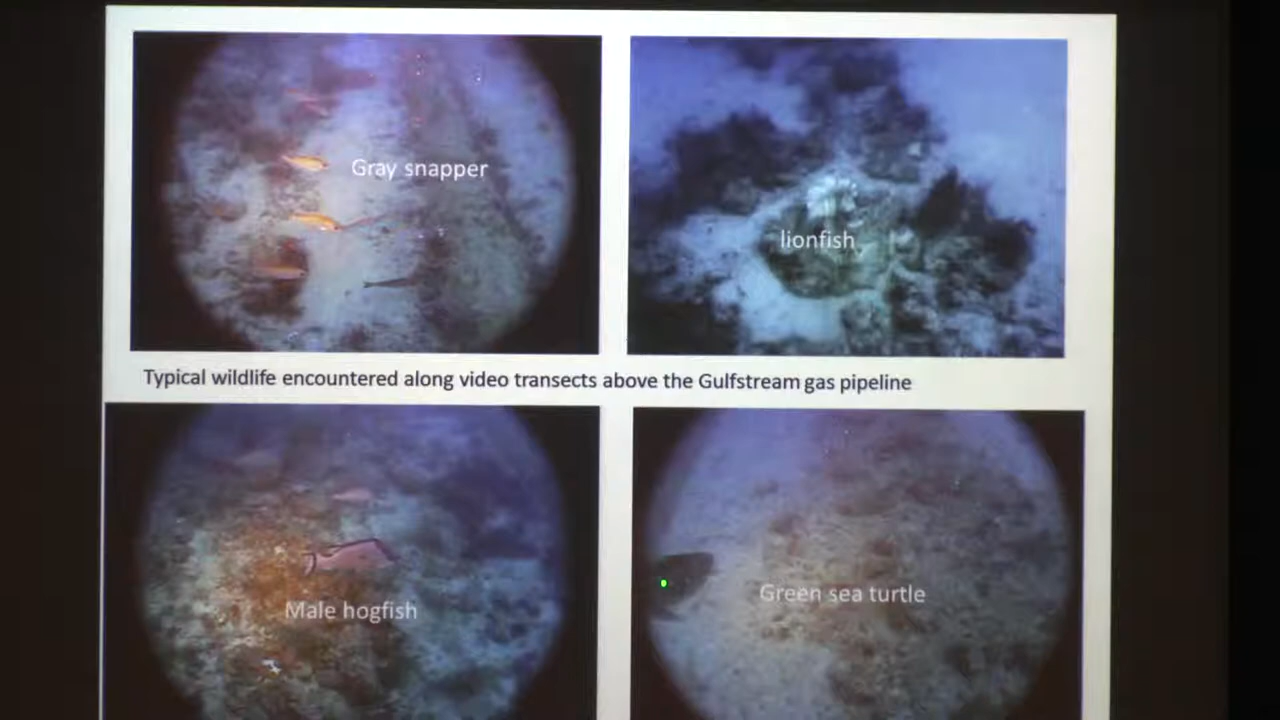 Gray snapper
lionfish
Typical wildlife encountered along video transects above the Gulfstream gas pipeline
Male hogfish
Green sea turtle